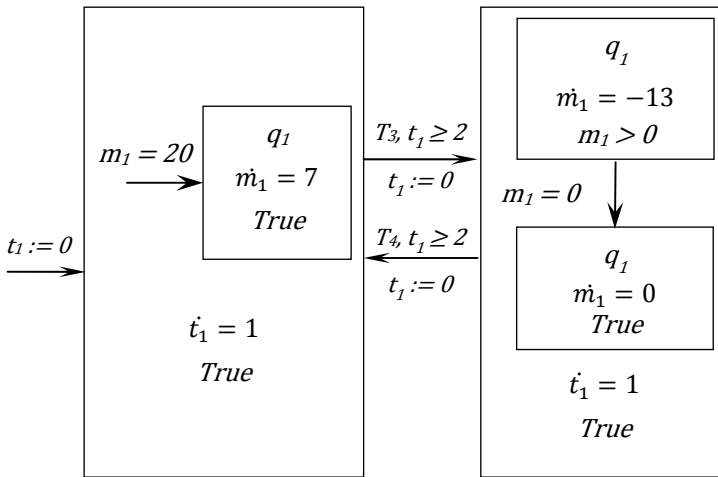 t₁ := 0
m₁ = 20
q₁
ṁ₁ = 7
True
ṫ₁ = 1
True
T₃, t₁ ≥ 2
t₁ := 0
T₄, t₁ ≥ 2
t₁ := 0
q₁
ṁ₁ = −13
m₁ > 0
m₁ = 0
q₁
ṁ₁ = 0
True
ṫ₁ = 1
True